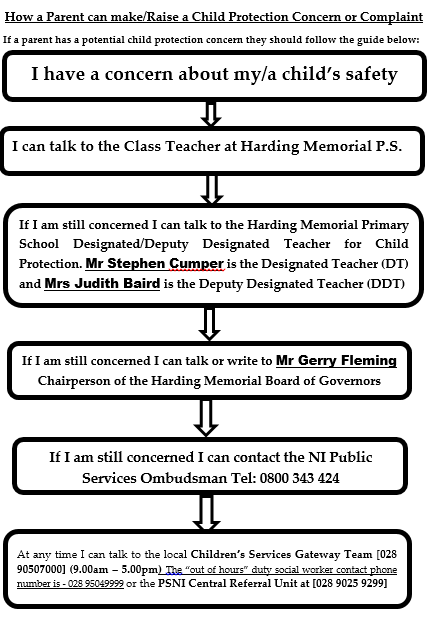 How a Parent can make/Raise a Child Protection Concern or Complaint
If a parent has a potential child protection concern they should follow the guide below:
I have a concern about my/a child's safety
I can talk to the Class Teacher at Harding Memorial P.S.
If I am still concerned I can talk to the Harding Memorial Primary
School Designated/Deputy Designated Teacher for Child
Protection. Mr Stephen Cumper is the Designated Teacher (DT)
and Mrs Judith Baird is the Deputy Designated Teacher (DDT)
If I am still concerned I can talk or write to Mr Gerry Fleming
Chairperson of the Harding Memorial Board of Governors
If I am still concerned I can contact the NI Public
Services Ombudsman Tel: 0800 343 424
At any time I can talk to the local Children's Services Gateway Team [028
90507000] (9.00am – 5.00pm) The "out of hours" duty social worker contact phone
number is - 028 95049999 or the PSNI Central Referral Unit at [028 9025 9299]